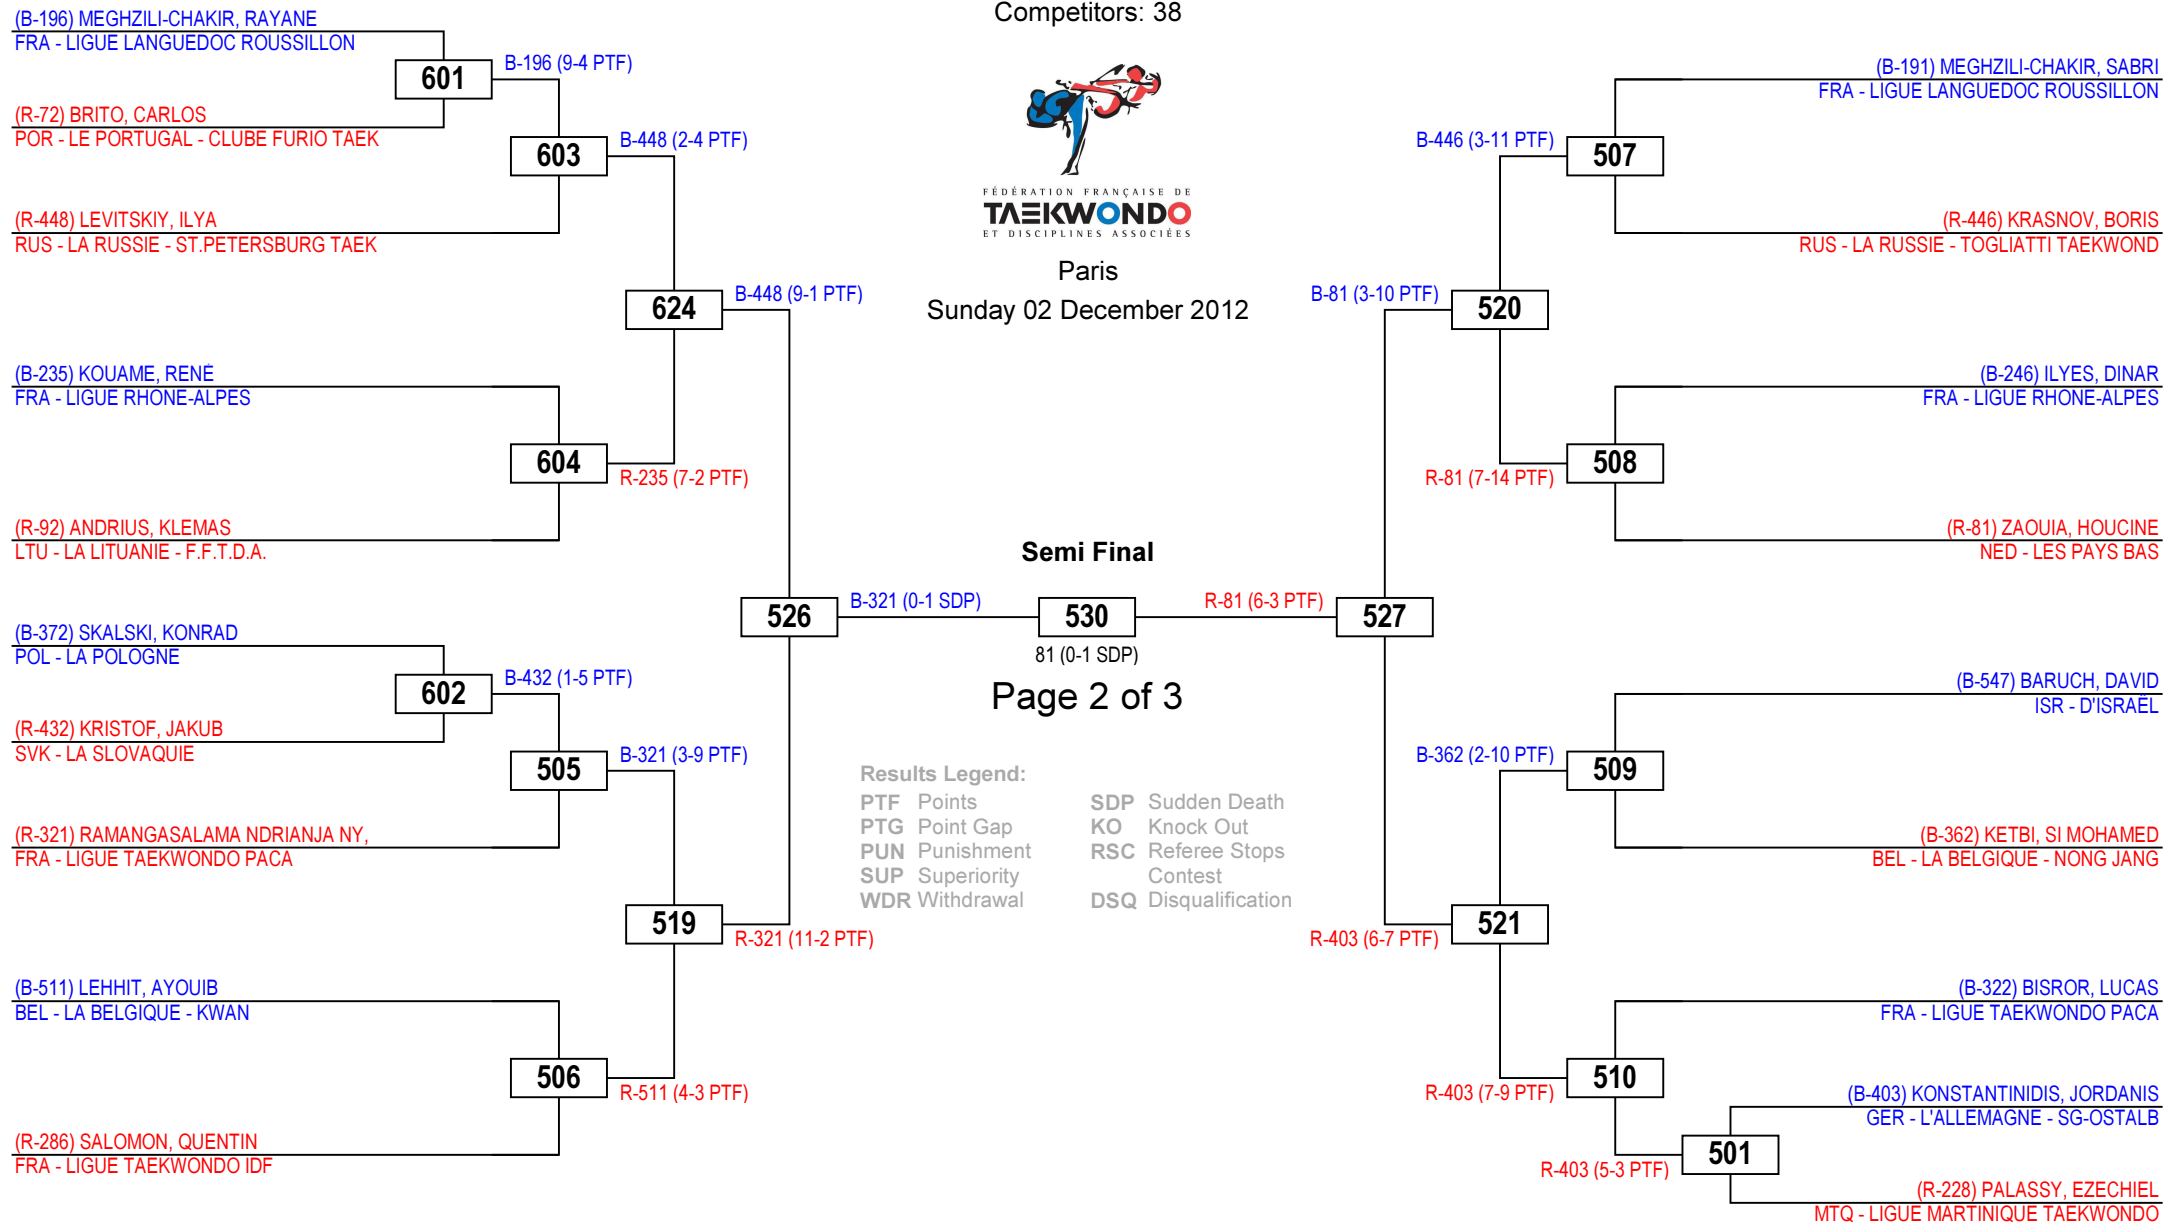 Competitors: 38
(B-196) MEGHZILI-CHAKIR, RAYANE
FRA - LIGUE LANGUEDOC ROUSSILLON
601
B-196 (9-4 PTF)
(R-72) BRITO, CARLOS
POR - LE PORTUGAL - CLUBE FURIO TAEK
603
B-448 (2-4 PTF)
(R-448) LEVITSKIY, ILYA
RUS - LA RUSSIE - ST.PETERSBURG TAEK
624
B-448 (9-1 PTF)
(B-235) KOUAME, RENÉ
FRA - LIGUE RHONE-ALPES
604
R-235 (7-2 PTF)
(R-92) ANDRIUS, KLEMAS
LTU - LA LITUANIE - F.F.T.D.A.
526
B-321 (0-1 SDP)
(B-372) SKALSKI, KONRAD
POL - LA POLOGNE
602
B-432 (1-5 PTF)
(R-432) KRISTOF, JAKUB
SVK - LA SLOVAQUIE
505
B-321 (3-9 PTF)
(R-321) RAMANGASALAMA NDRIANJA NY,
FRA - LIGUE TAEKWONDO PACA
519
R-321 (11-2 PTF)
(B-511) LEHHIT, AYOUIB
BEL - LA BELGIQUE - KWAN
506
R-511 (4-3 PTF)
(R-286) SALOMON, QUENTIN
FRA - LIGUE TAEKWONDO IDF
FÉDÉRATION FRANÇAISE DE
TAEKWONDO
ET DISCIPLINES ASSOCIÉES
Paris
Sunday 02 December 2012
Semi Final
530
81 (0-1 SDP)
Page 2 of 3
Results Legend:
PTF Points
PTG Point Gap
PUN Punishment
SUP Superiority
WDR Withdrawal
SDP Sudden Death
KO Knock Out
RSC Referee Stops
Contest
DSQ Disqualification
(B-191) MEGHZILI-CHAKIR, SABRI
FRA - LIGUE LANGUEDOC ROUSSILLON
B-446 (3-11 PTF)
507
(R-446) KRASNOV, BORIS
RUS - LA RUSSIE - TOGLIATTI TAEKWOND
B-81 (3-10 PTF)
520
(B-246) ILYES, DINAR
FRA - LIGUE RHONE-ALPES
R-81 (7-14 PTF)
508
(R-81) ZAOUIA, HOUCINE
NED - LES PAYS BAS
R-81 (6-3 PTF)
527
(B-547) BARUCH, DAVID
ISR - D'ISRAËL
B-362 (2-10 PTF)
509
(B-362) KETBI, SI MOHAMED
BEL - LA BELGIQUE - NONG JANG
R-403 (6-7 PTF)
521
(B-322) BISROR, LUCAS
FRA - LIGUE TAEKWONDO PACA
R-403 (7-9 PTF)
510
(B-403) KONSTANTINIDIS, JORDANIS
GER - L'ALLEMAGNE - SG-OSTALB
R-403 (5-3 PTF)
501
(R-228) PALASSY, EZECHIEL
MTQ - LIGUE MARTINIQUE TAEKWONDO